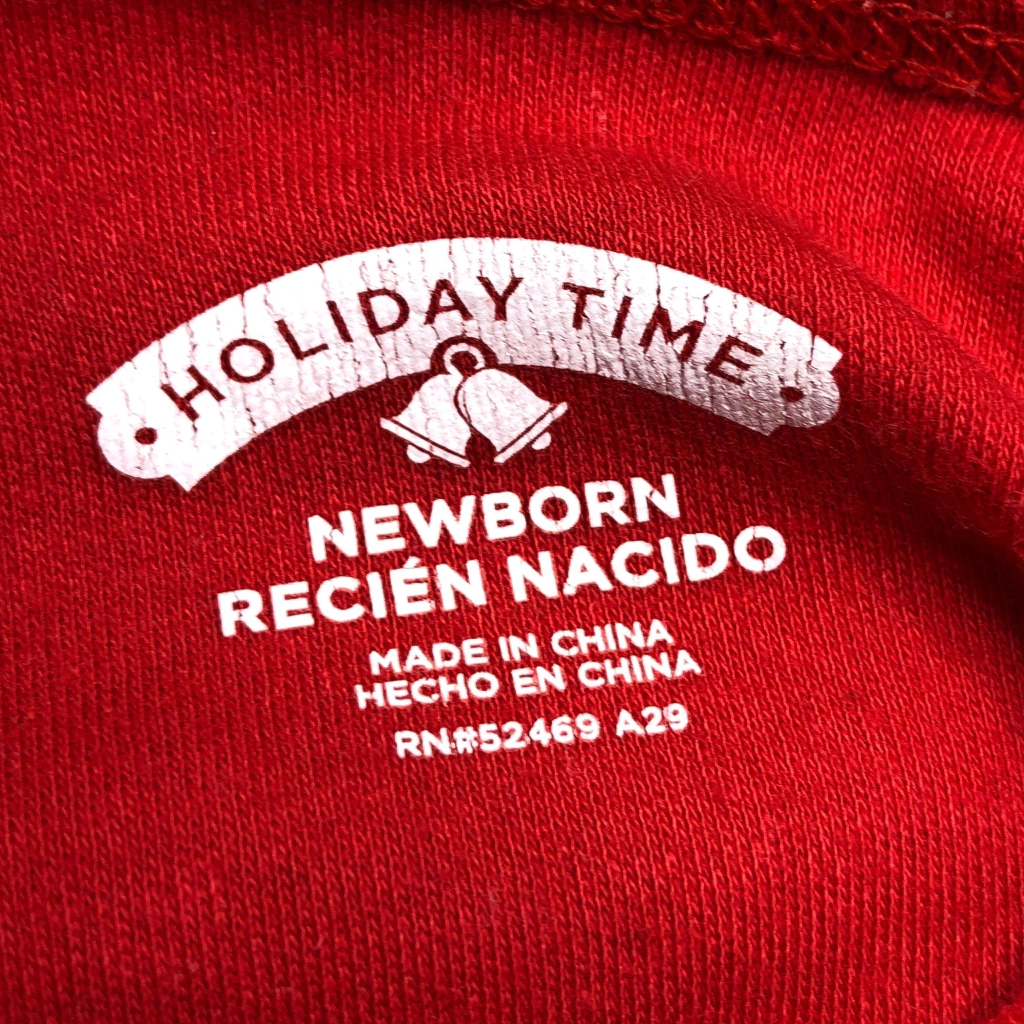 HOLIDAY TIME
NEWBORN
RECIÉN NACIDO
MADE IN CHINA
HECHO EN CHINA
RN#52469 A29